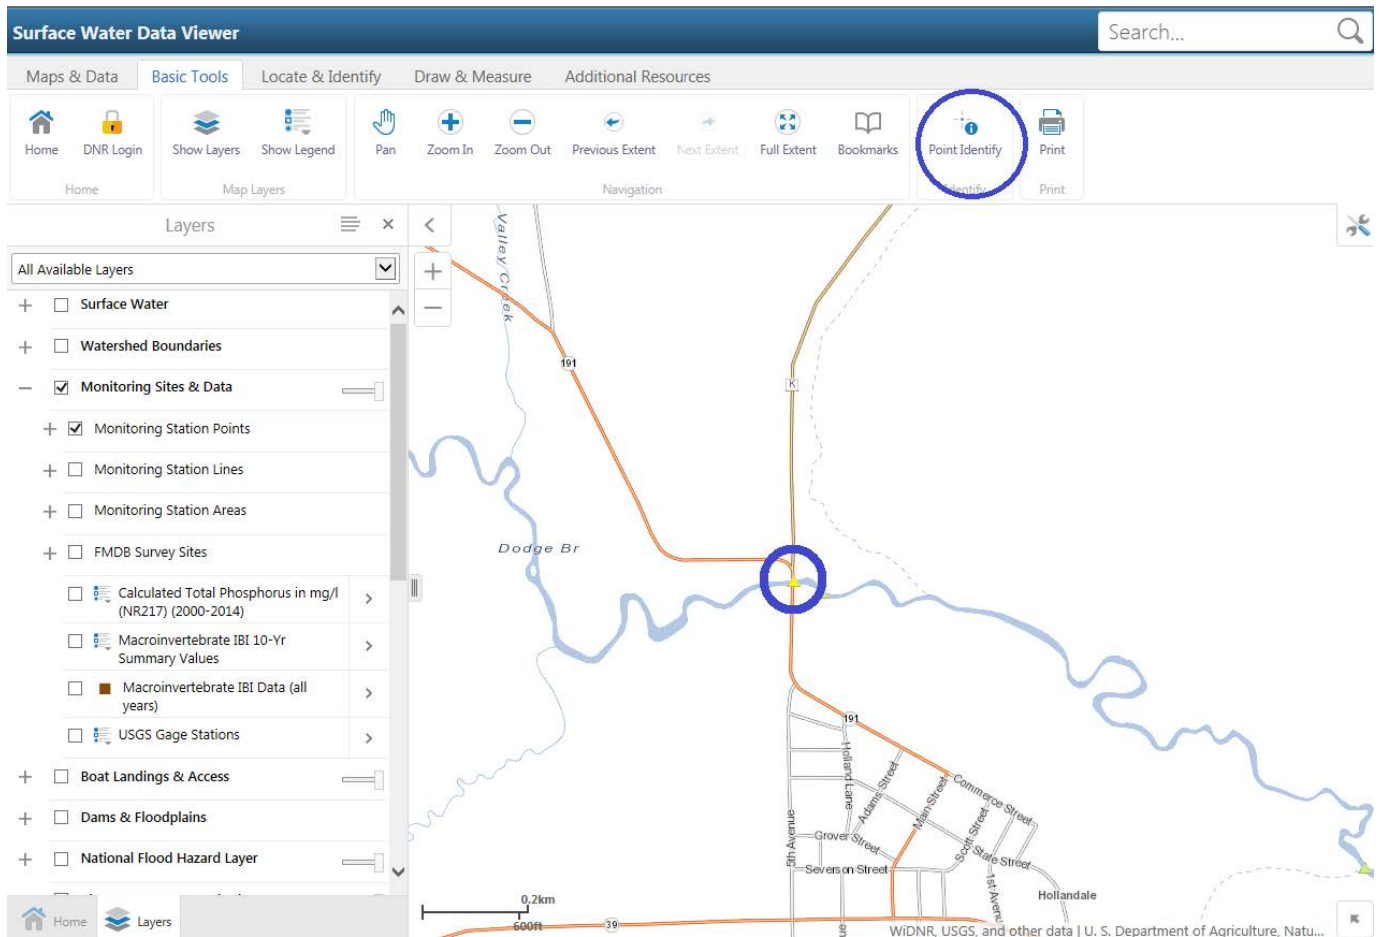 Surface Water Data Viewer
Search...
Maps & Data
Basic Tools
Locate & Identify
Draw & Measure
Additional Resources
Home
DNR Login
Show Layers
Show Legend
Pan
Zoom In
Zoom Out
Previous Extent
Next Extent
Full Extent
Bookmarks
Point Identify
Print
Home
Map Layers
Navigation
Identify
Print
Layers
All Available Layers
Surface Water
Watershed Boundaries
Monitoring Sites & Data
Monitoring Station Points
Monitoring Station Lines
Monitoring Station Areas
FMDB Survey Sites
Calculated Total Phosphorus in mg/l
(NR217) (2000-2014)
Macroinvertebrate IBI 10-Yr
Summary Values
Macroinvertebrate IBI Data (all
years)
USGS Gage Stations
Boat Landings & Access
Dams & Floodplains
National Flood Hazard Layer
Home
Layers
Valley Creek
191
K
Dodge Br
191
Holland Lane
Adams Street
Main Street
Commerce Street
5th Avenue
Grover Street
Scott Street
State Street
Severson Street
1st Avenu
Hollandale
ue
0.2km
600ft
39
WiDNR, USGS, and other data | U. S. Department of Agriculture, Natu...